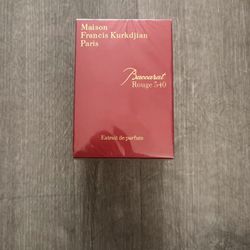 Maison
Francis Kurkdjian
Paris
Baccarat
Rouge 540
Extrait de parfum